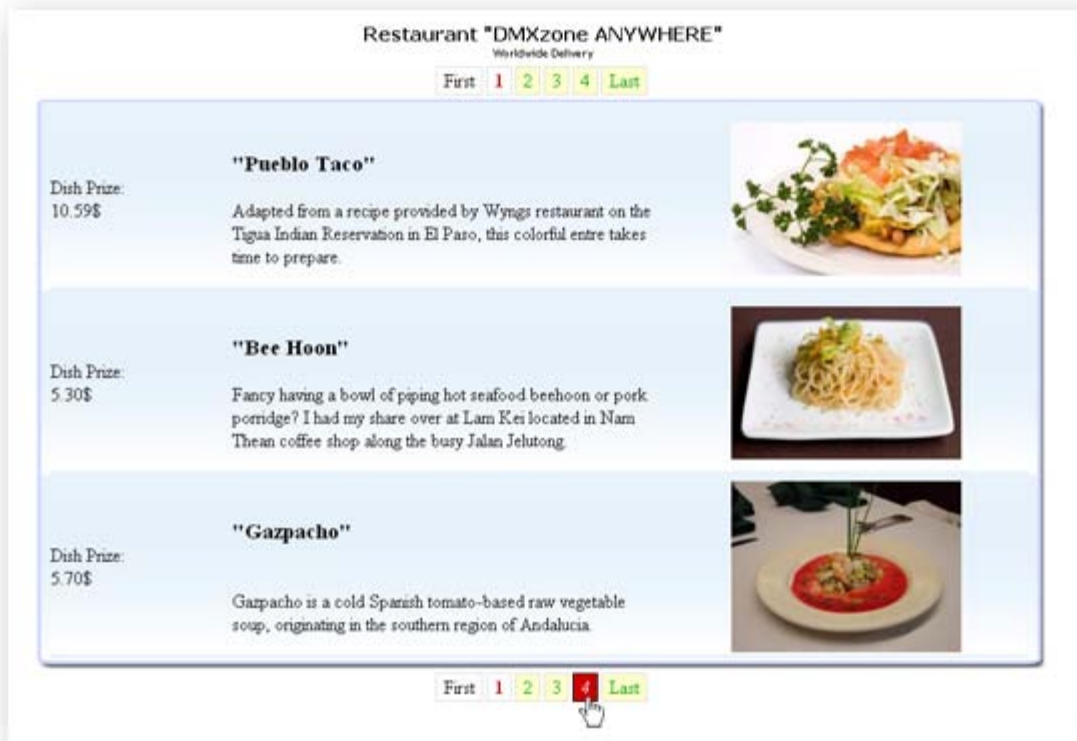 Restaurant "DMXzone ANYWHERE"
Worldwide Delivery
First 1 2 3 4 Last
"Pueblo Taco"
Dish Prize:
10.59$
Adapted from a recipe provided by Wyngs restaurant on the
Tigua Indian Reservation in El Paso, this colorful entre takes
time to prepare.
"Bee Hoon"
Dish Prize:
5.30$
Fancy having a bowl of piping hot seafood beehoon or pork
porridge? I had my share over at Lam Kei located in Nam
Thean coffee shop along the busy Jalan Jelutong.
"Gazpacho"
Dish Prize:
5.70$
Gazpacho is a cold Spanish tomato-based raw vegetable
soup, originating in the southern region of Andalucia.
First 1 2 3 4 Last